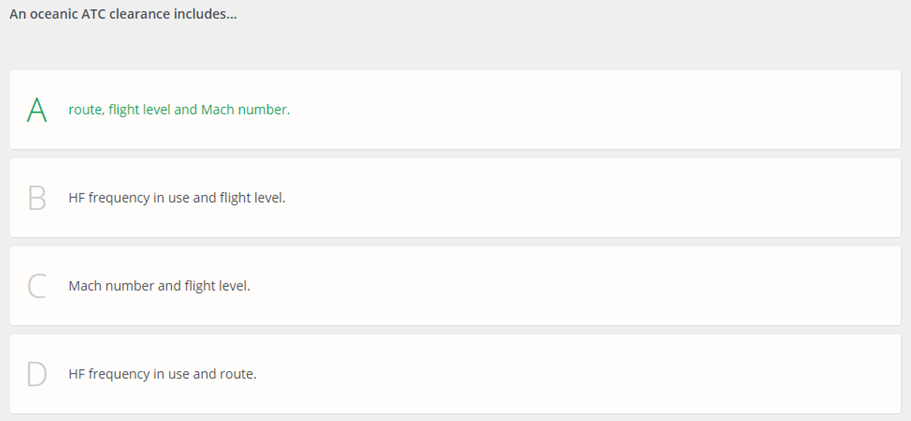 An oceanic ATC clearance includes...
A route, flight level and Mach number.
B HF frequency in use and flight level.
C Mach number and flight level.
D HF frequency in use and route.